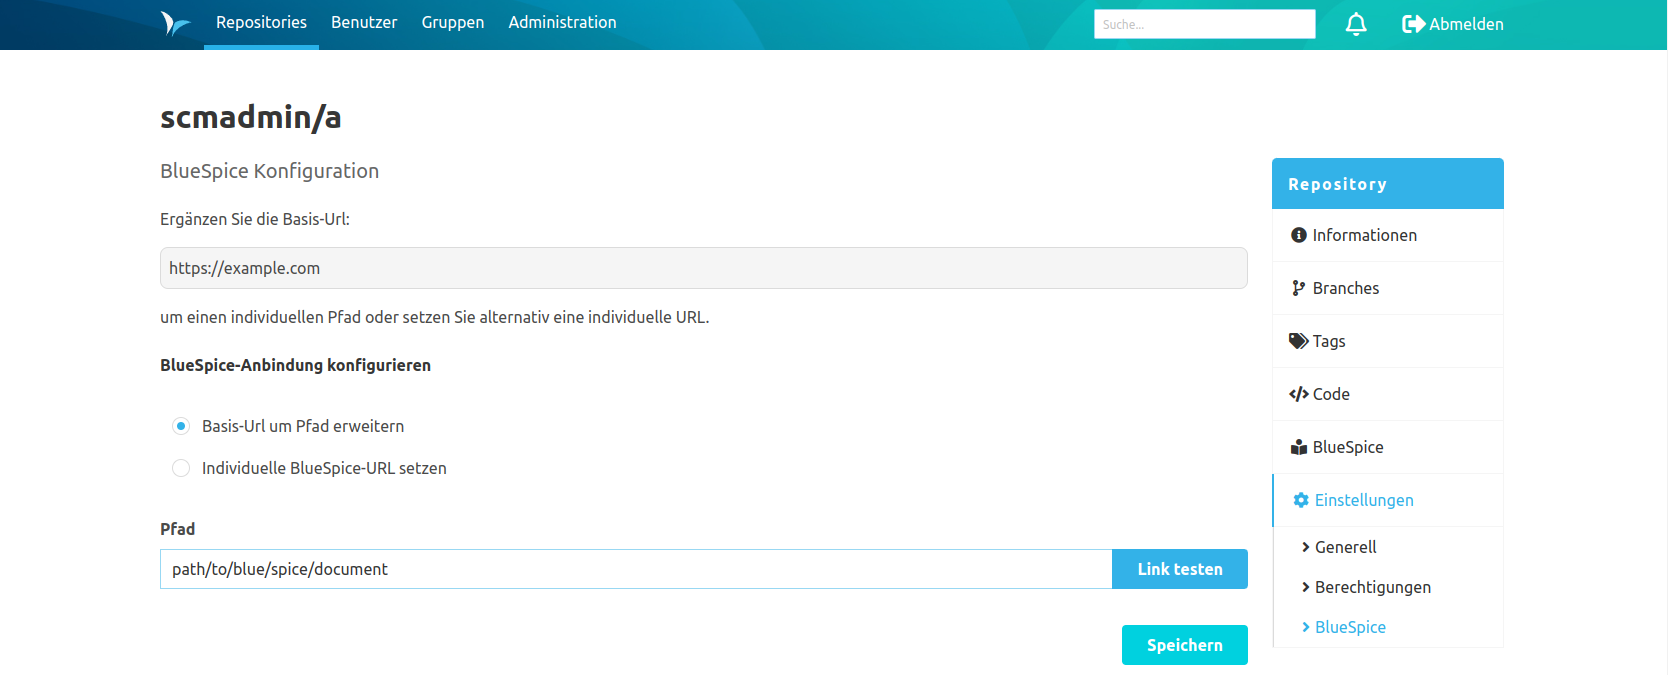 Repositories Benutzer Gruppen Administration Suche... Abmelden
scmadmin/a
BlueSpice Konfiguration
Ergänzen Sie die Basis-Url:
https://example.com
um einen individuellen Pfad oder setzen Sie alternativ eine individuelle URL.
BlueSpice-Anbindung konfigurieren
Basis-Url um Pfad erweitern
Individuelle BlueSpice-URL setzen
Pfad
path/to/blue/spice/document Link testen
Speichern
Repository
Informationen
Branches
Tags
Code
BlueSpice
Einstellungen
Generell
Berechtigungen
BlueSpice